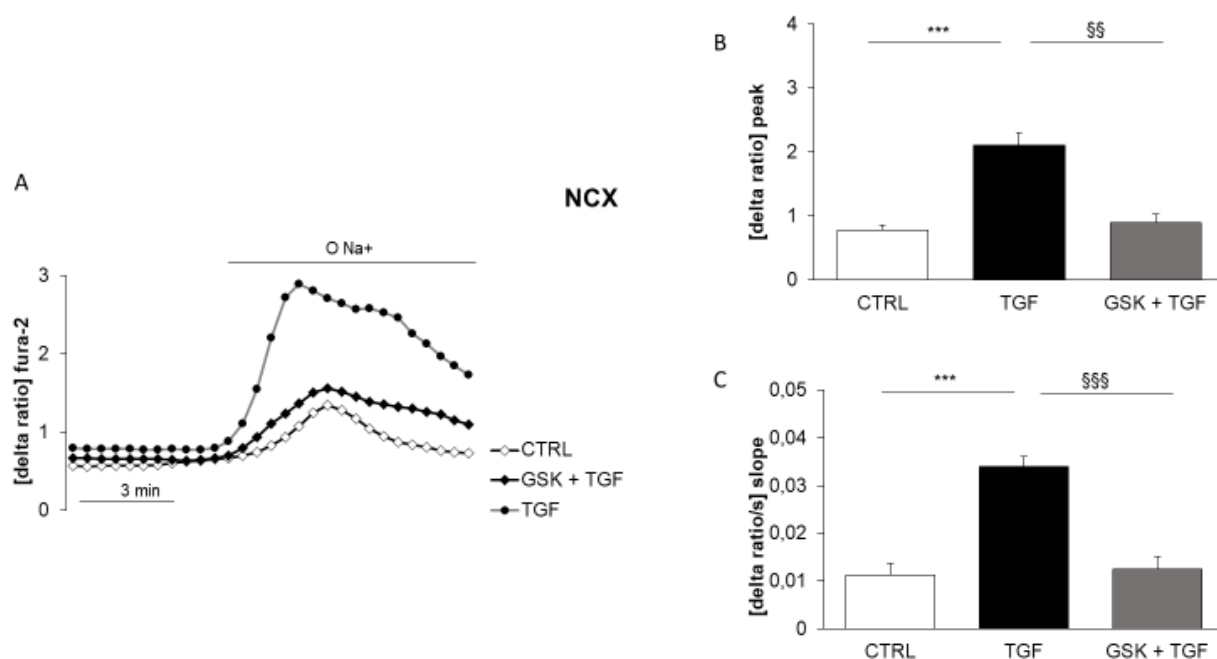 A
NCX
O Na+
3
2
1
0
[delta ratio] fura-2
3 min
CTRL
GSK + TGF
TGF
B
***
§§
4
3
2
1
0
[delta ratio] peak
CTRL
TGF
GSK + TGF
C
***
§§§
0,05
0,04
0,03
0,02
0,01
0
[delta ratio/s] slope
CTRL
TGF
GSK + TGF